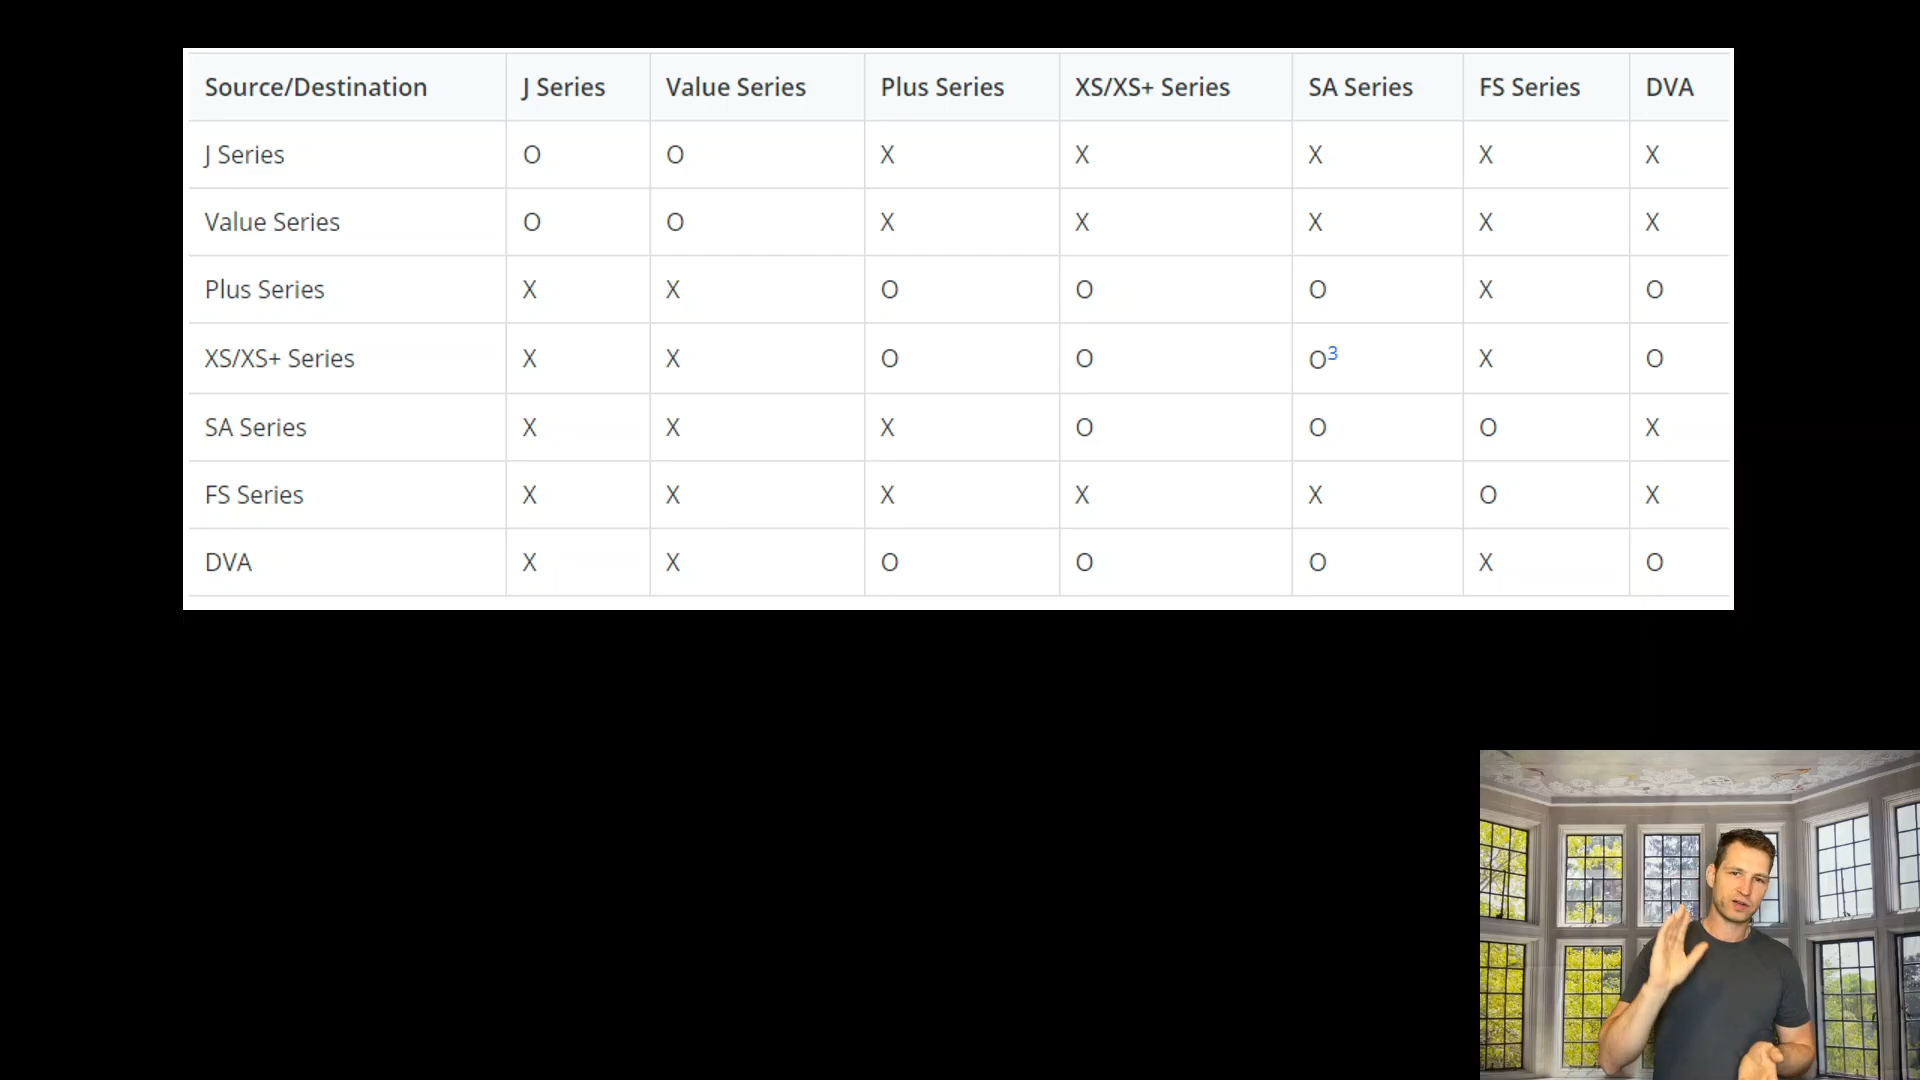 Source/Destination J Series Value Series Plus Series XS/XS+ Series SA Series FS Series DVA
J Series O O X X X X X
Value Series O O X X X X X
Plus Series X X O O O X O
XS/XS+ Series X X O O O3 X O
SA Series X X X O O O X
FS Series X X X X X O X
DVA X X O O O X O